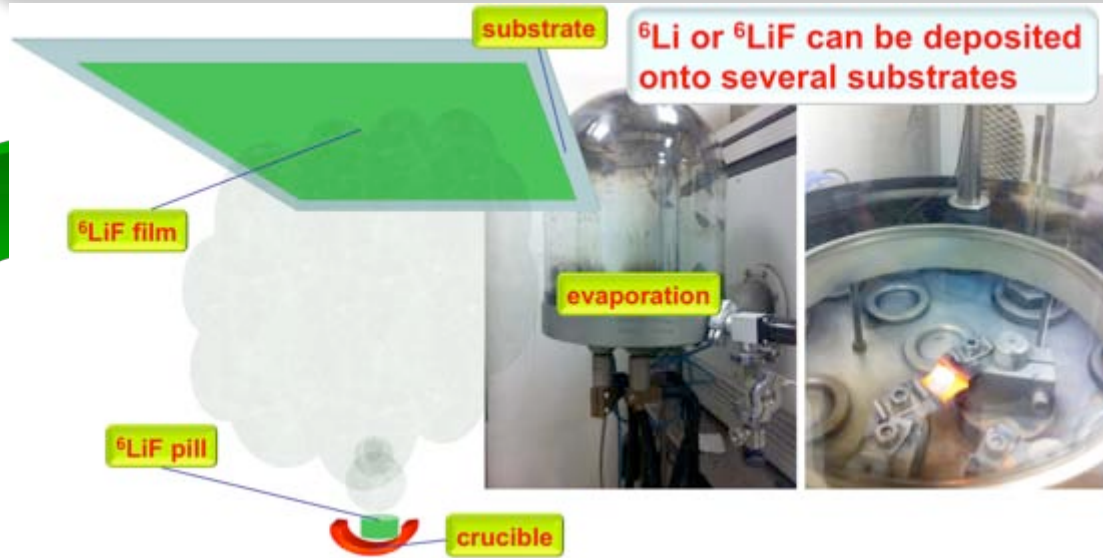 substrate
⁶Li or ⁶LiF can be deposited
onto several substrates
⁶LiF film
evaporation
⁶LiF pill
crucible